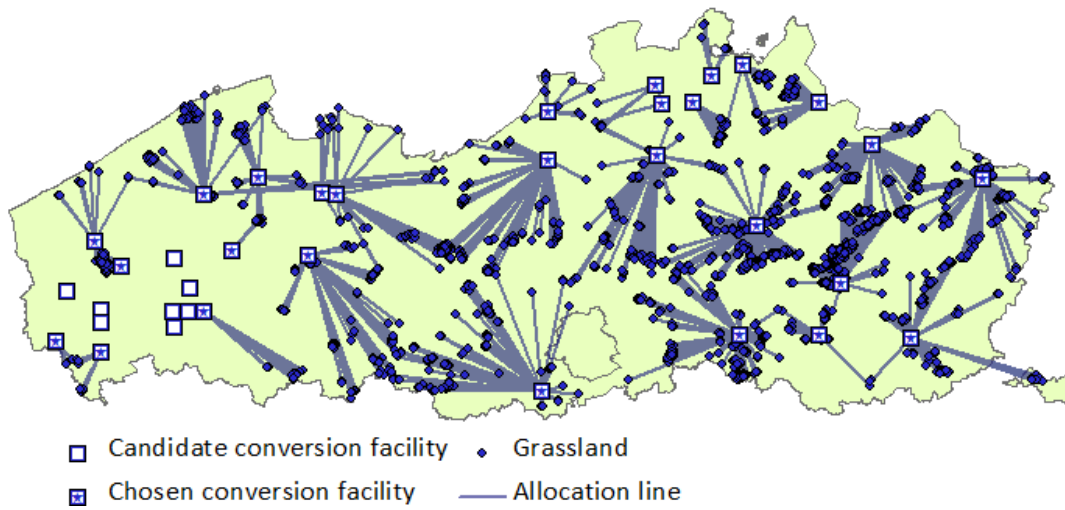 Candidate conversion facility
Grassland
Chosen conversion facility
Allocation line